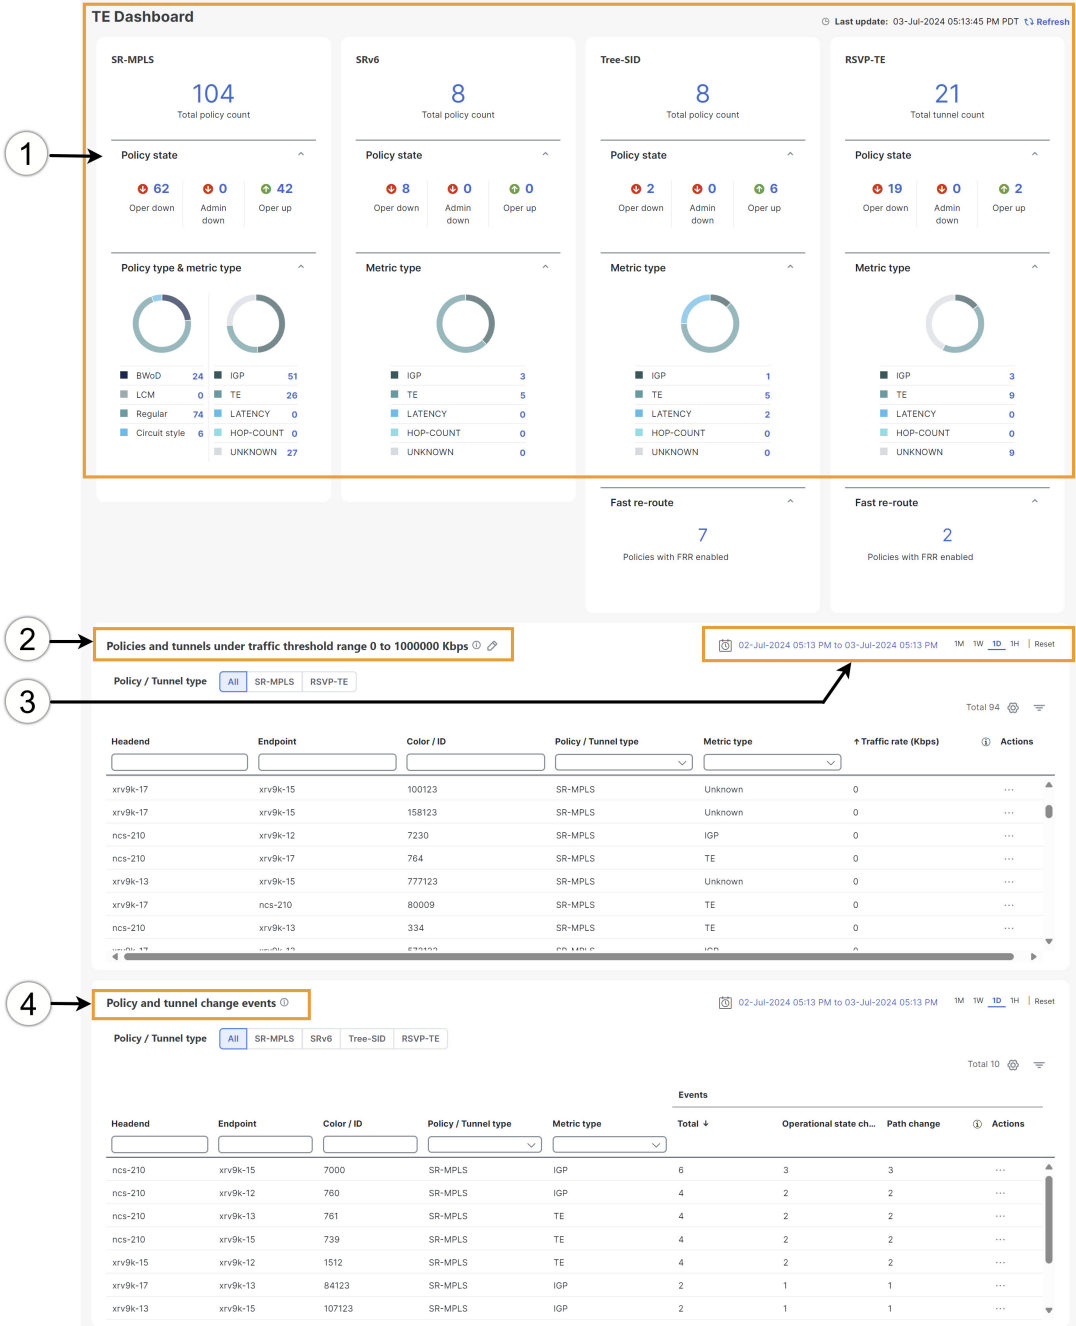 TE Dashboard
Last update: 03-Jul-2024 05:13:45 PM PDT Refresh
SR-MPLS
104
Total policy count
1
Policy state
62 0 42
Oper down Admin down Oper up
Policy type & metric type
BWoD 24 IGP 51
LCM 0 TE 26
Regular 74 LATENCY 0
Circuit style 6 HOP-COUNT 0
UNKNOWN 27
SRv6
8
Total policy count
Policy state
8 0 0
Oper down Admin down Oper up
Metric type
IGP 3
TE 5
LATENCY 0
HOP-COUNT 0
UNKNOWN 0
Tree-SID
8
Total policy count
Policy state
2 0 6
Oper down Admin down Oper up
Metric type
IGP 1
TE 5
LATENCY 2
HOP-COUNT 0
UNKNOWN 0
Fast re-route
7
Policies with FRR enabled
RSVP-TE
21
Total tunnel count
Policy state
19 0 2
Oper down Admin down Oper up
Metric type
IGP 3
TE 9
LATENCY 0
HOP-COUNT 0
UNKNOWN 9
Fast re-route
2
Policies with FRR enabled
2
Policies and tunnels under traffic threshold range 0 to 1000000 Kbps
02-Jul-2024 05:13 PM to 03-Jul-2024 05:13 PM 1M 1W 1D 1H Reset
3
Policy / Tunnel type All SR-MPLS RSVP-TE
Total 94
Headend Endpoint Color / ID Policy / Tunnel type Metric type Traffic rate (Kbps) Actions
xrv9k-17 xrv9k-15 100123 SR-MPLS Unknown 0 ...
xrv9k-17 xrv9k-15 158123 SR-MPLS Unknown 0 ...
ncs-210 xrv9k-12 7230 SR-MPLS IGP 0 ...
ncs-210 xrv9k-17 764 SR-MPLS TE 0 ...
xrv9k-13 xrv9k-15 777123 SR-MPLS Unknown 0 ...
xrv9k-17 ncs-210 80009 SR-MPLS TE 0 ...
ncs-210 xrv9k-13 334 SR-MPLS TE 0 ...
4
Policy and tunnel change events
02-Jul-2024 05:13 PM to 03-Jul-2024 05:13 PM 1M 1W 1D 1H Reset
Policy / Tunnel type All SR-MPLS SRv6 Tree-SID RSVP-TE
Total 10
Events
Headend Endpoint Color / ID Policy / Tunnel type Metric type Total Operational state ch... Path change Actions
ncs-210 xrv9k-15 7000 SR-MPLS IGP 6 3 3 ...
ncs-210 xrv9k-12 760 SR-MPLS IGP 4 2 2 ...
ncs-210 xrv9k-13 761 SR-MPLS TE 4 2 2 ...
ncs-210 xrv9k-15 739 SR-MPLS TE 4 2 2 ...
xrv9k-15 xrv9k-12 1512 SR-MPLS TE 4 2 2 ...
xrv9k-17 xrv9k-13 84123 SR-MPLS IGP 2 1 1 ...
xrv9k-13 xrv9k-15 107123 SR-MPLS IGP 2 1 1 ...